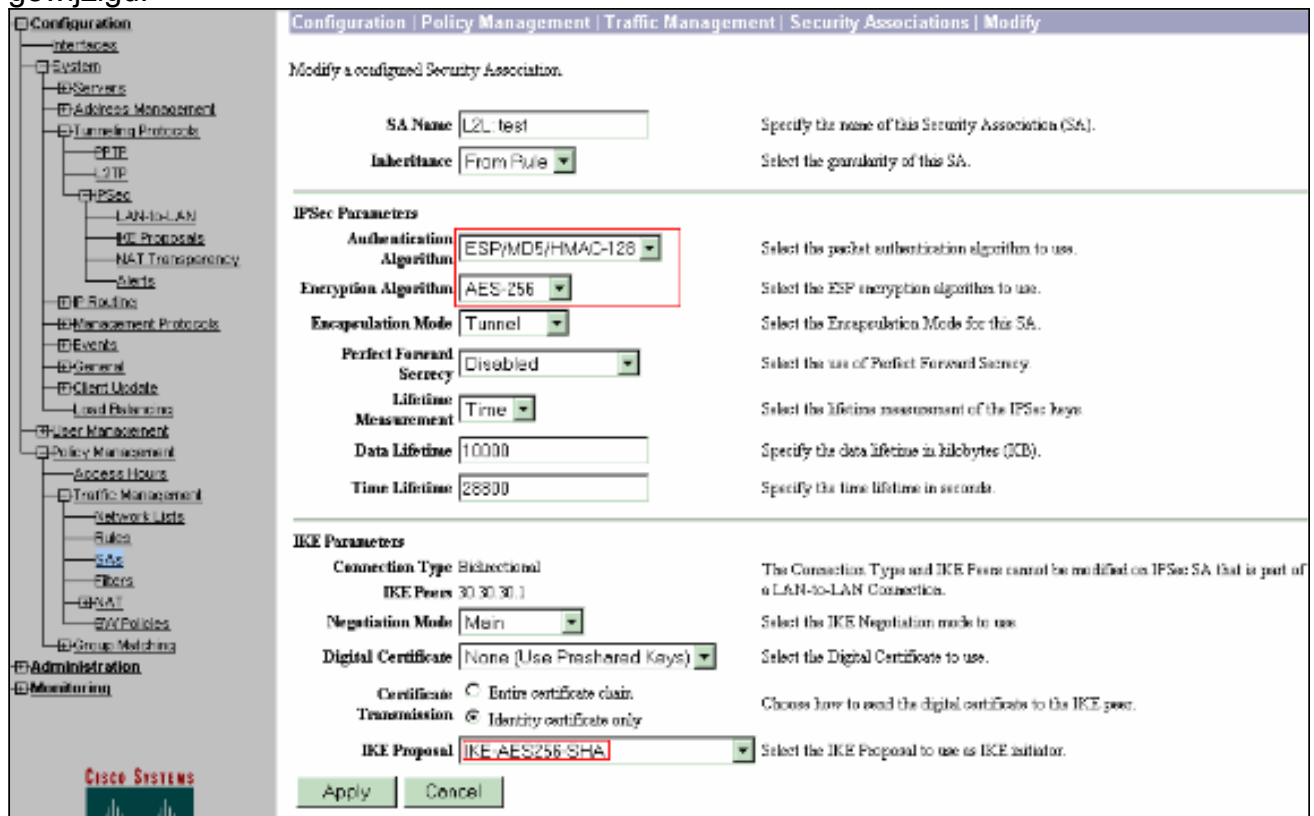 Configuration
Interfaces
System
Servers
Address Management
Tunneling Protocols
PPTP
L2TP
IPSec
LAN-to-LAN
IKE Proposals
NAT Transparency
Alerts
IP Routing
Management Protocols
Events
General
Client Update
Load Balancing
User Management
Policy Management
Access Hours
Traffic Management
Network Lists
Rules
SAs
Filters
NAT
BW Policies
Group Matching
Administration
Monitoring
CISCO SYSTEMS
Configuration | Policy Management | Traffic Management | Security Associations | Modify
Modify a configured Security Association.
SA Name L2L: test Specify the name of this Security Association (SA).
Inheritance From Rule Select the granularity of this SA.
IPSec Parameters
Authentication Algorithm ESP/MD5/HMAC-128 Select the packet authentication algorithm to use.
Encryption Algorithm AES-256 Select the ESP encryption algorithm to use.
Encapsulation Mode Tunnel Select the Encapsulation Mode for this SA.
Perfect Forward Secrecy Disabled Select the use of Perfect Forward Secrecy.
Lifetime Measurement Time Select the lifetime measurement of the IPSec keys.
Data Lifetime 10000 Specify the data lifetime in kilobytes (KB).
Time Lifetime 28800 Specify the time lifetime in seconds.
IKE Parameters
Connection Type Bidirectional The Connection Type and IKE Peers cannot be modified on IPSec SA that is part of
IKE Peers 30.30.30.1 a LAN-to-LAN Connection.
Negotiation Mode Main Select the IKE Negotiation mode to use.
Digital Certificate None (Use Preshared Keys) Select the Digital Certificate to use.
Certificate Transmission Entire certificate chain
Identity certificate only Choose how to send the digital certificate to the IKE peer.
IKE Proposal IKE-AES256-SHA Select the IKE Proposal to use as IKE initiator.
Apply Cancel